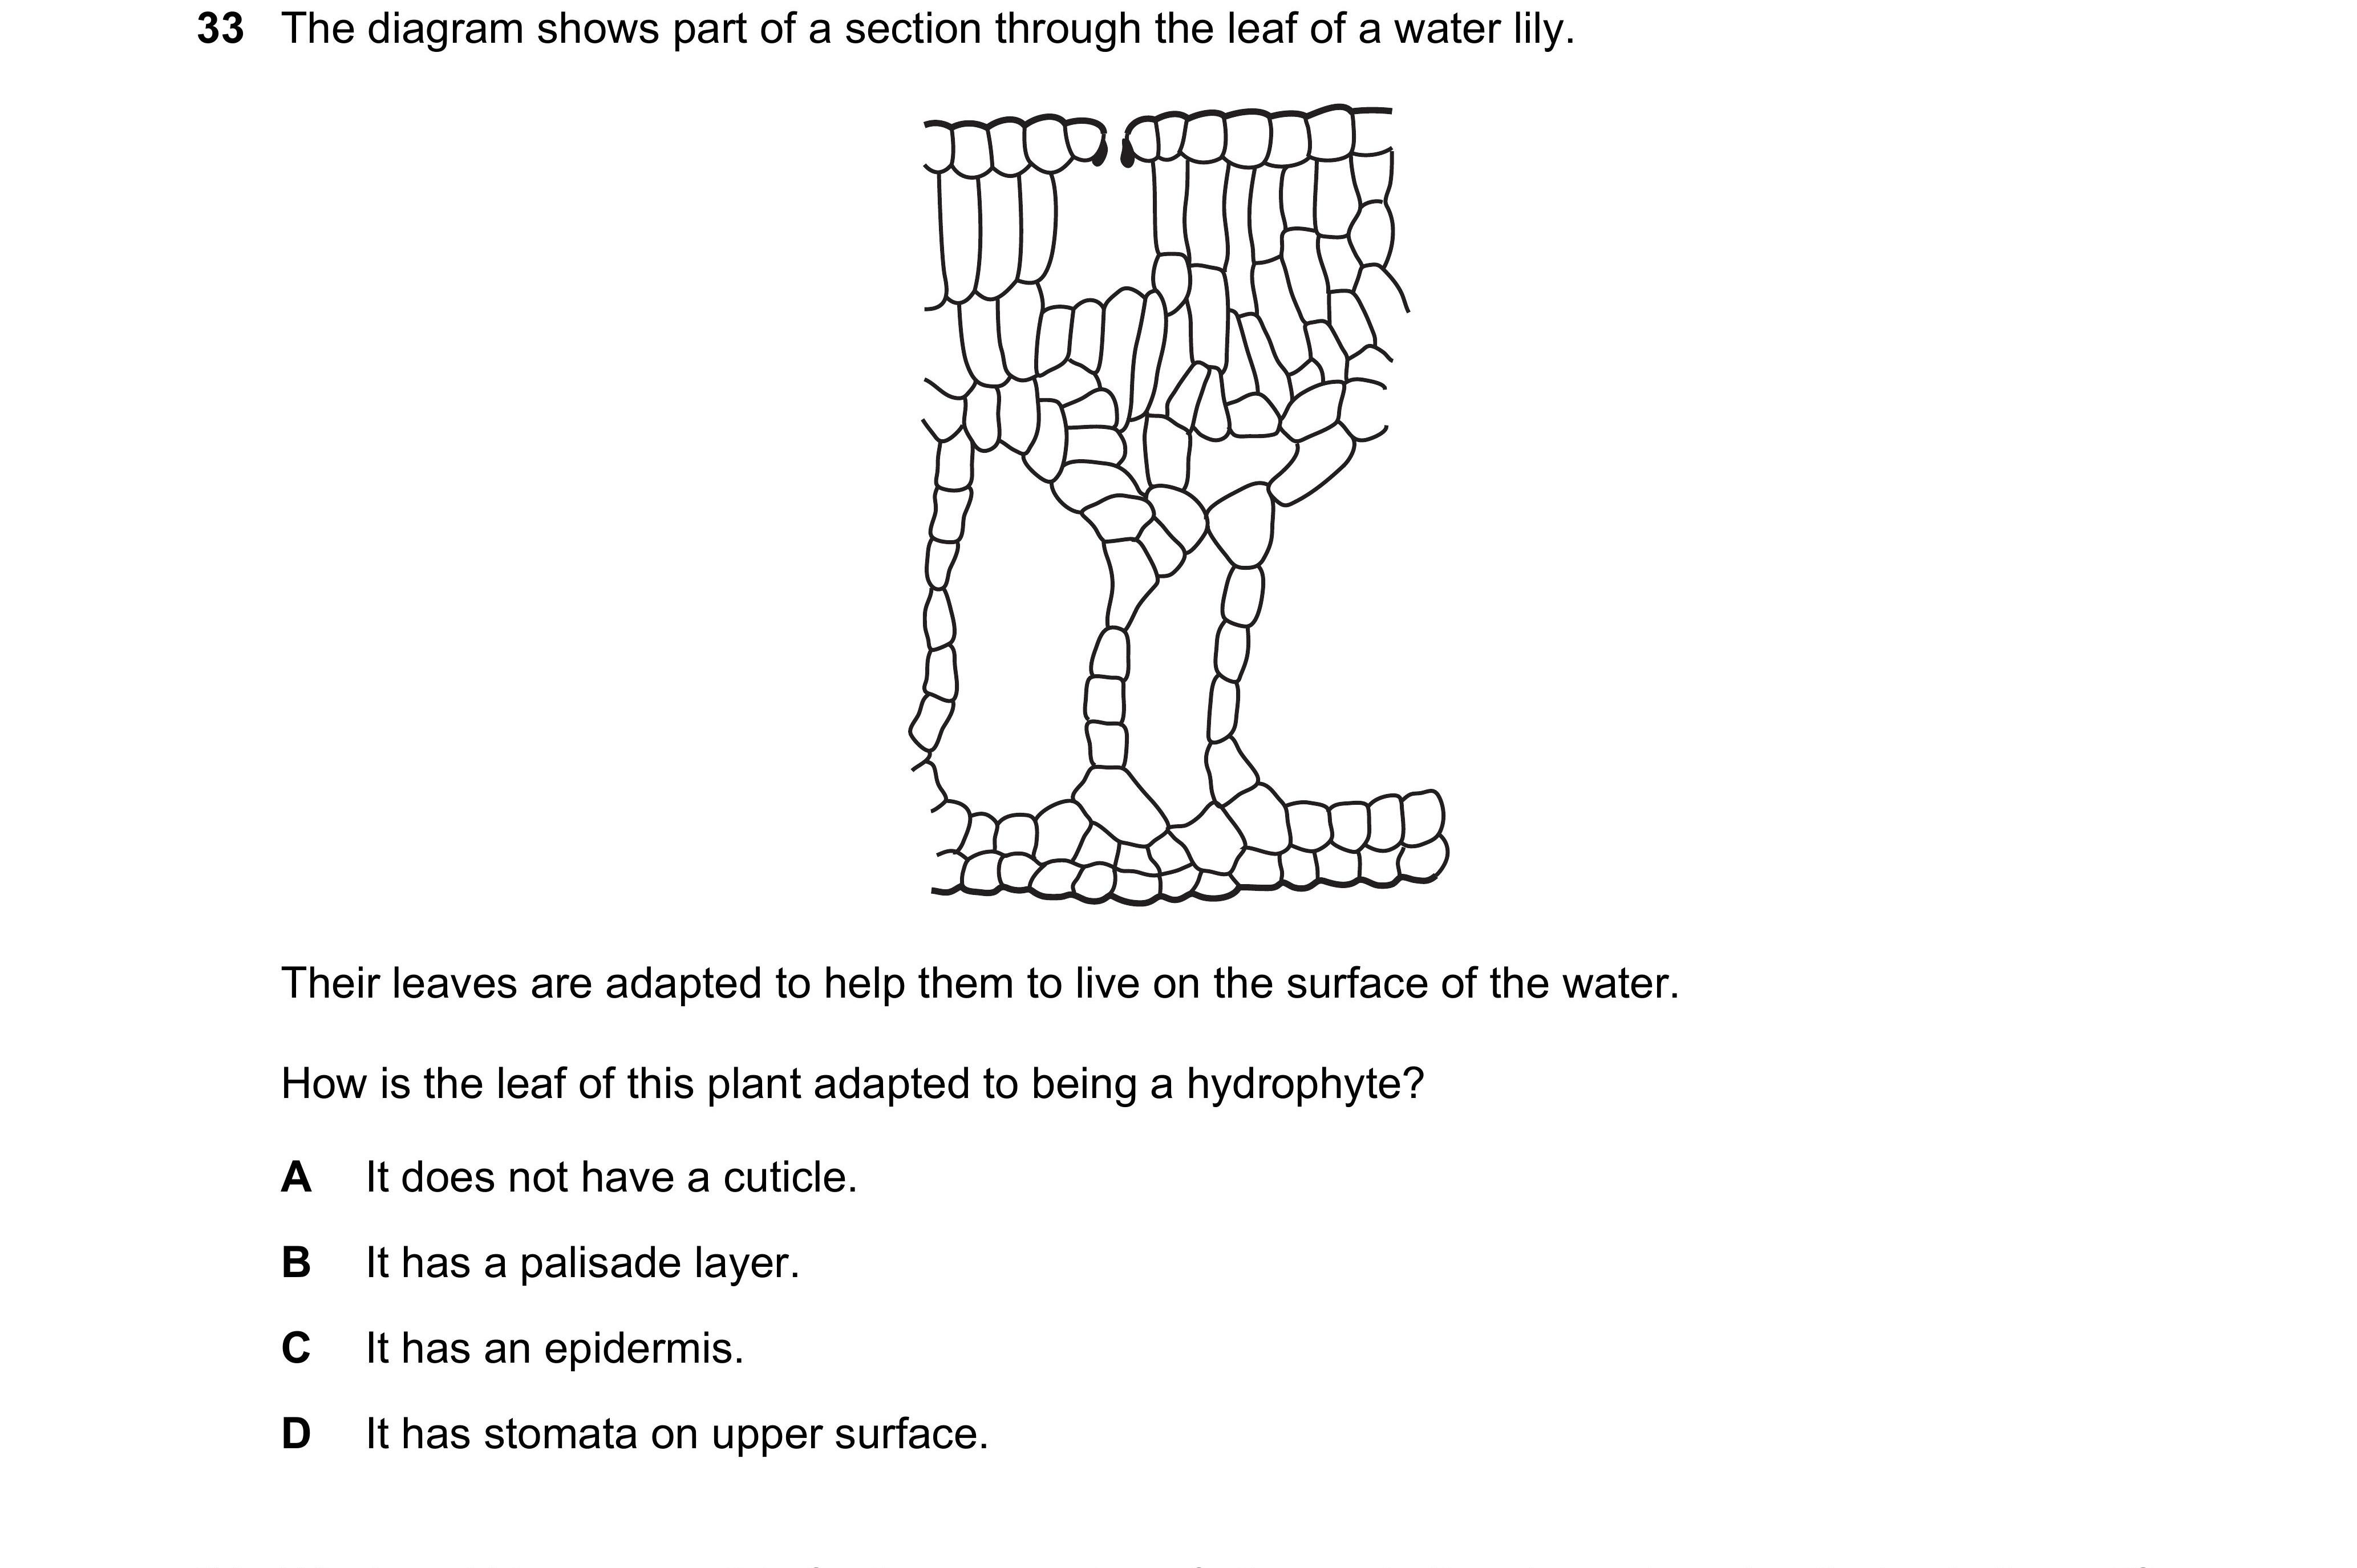 33 The diagram shows part of a section through the leaf of a water lily.
Their leaves are adapted to help them to live on the surface of the water.
How is the leaf of this plant adapted to being a hydrophyte?
A It does not have a cuticle.
B It has a palisade layer.
C It has an epidermis.
D It has stomata on upper surface.